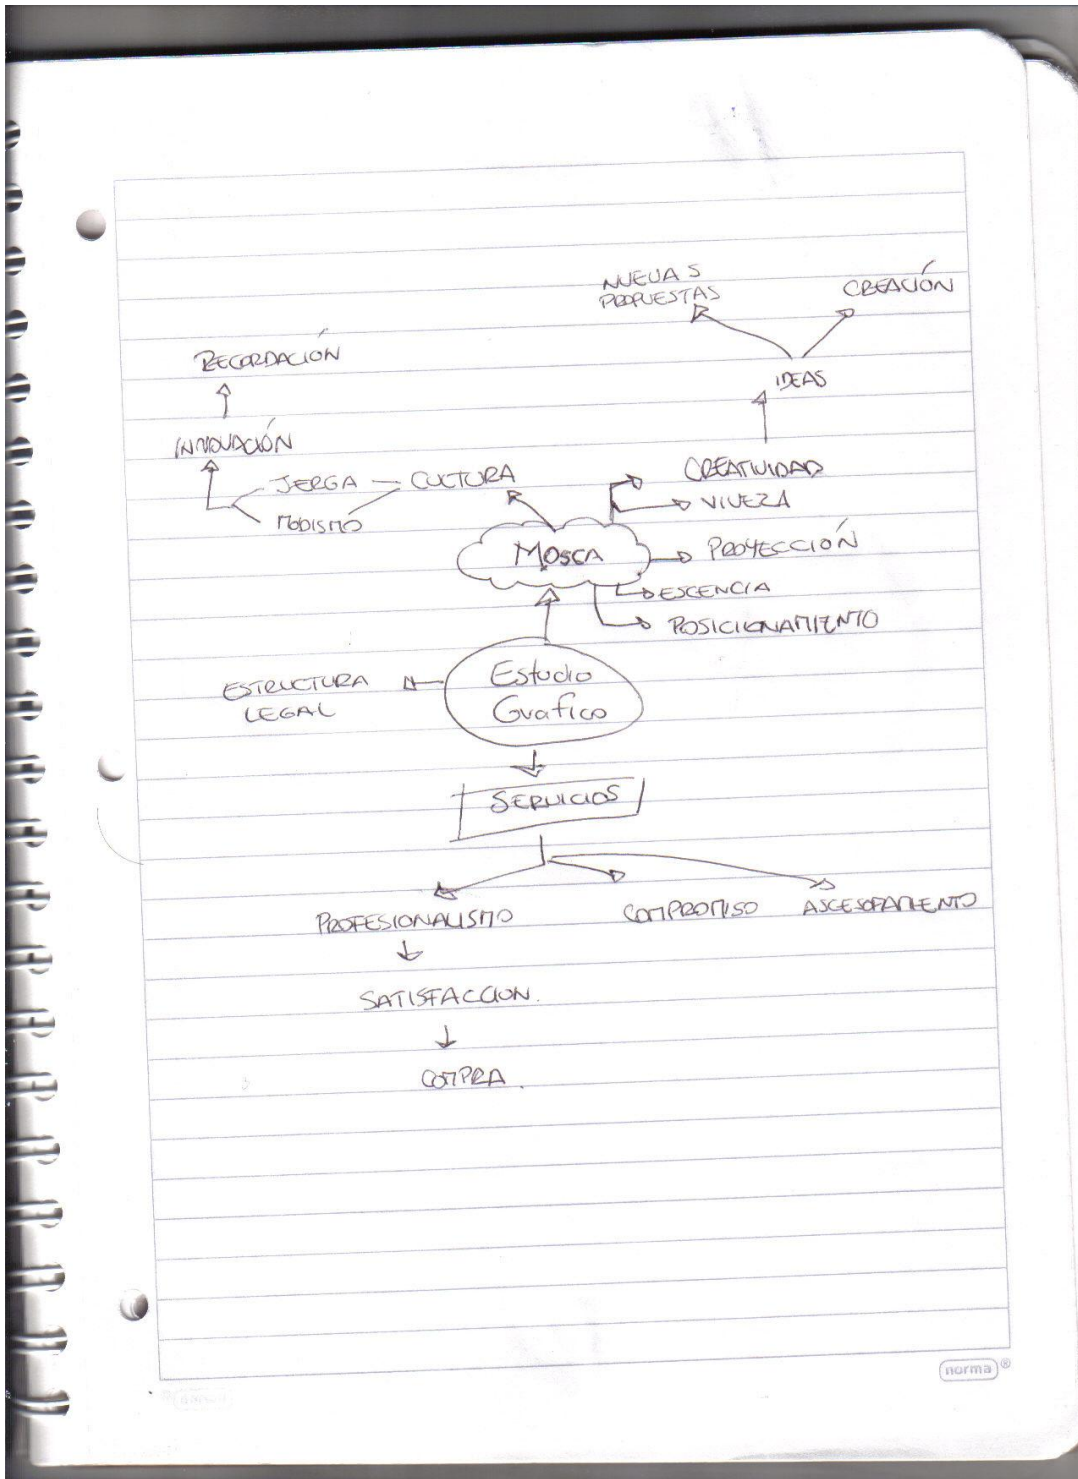 NUEVAS
PROPUESTAS
CREACIÓN
RECORDACIÓN
IDEAS
INNOVACIÓN
JERGA
CULTURA
CREATIVIDAD
VIVEZA
MODISMO
MOSCA
PROYECCIÓN
ESCENCIA
POSICIONAMIENTO
ESTRUCTURA
LEGAL
Estudio
Grafico
SERVICIOS
PROFESIONALISMO
COMPROMISO
ASCESORAMIENTO
SATISFACCION.
COMPRA.
norma®